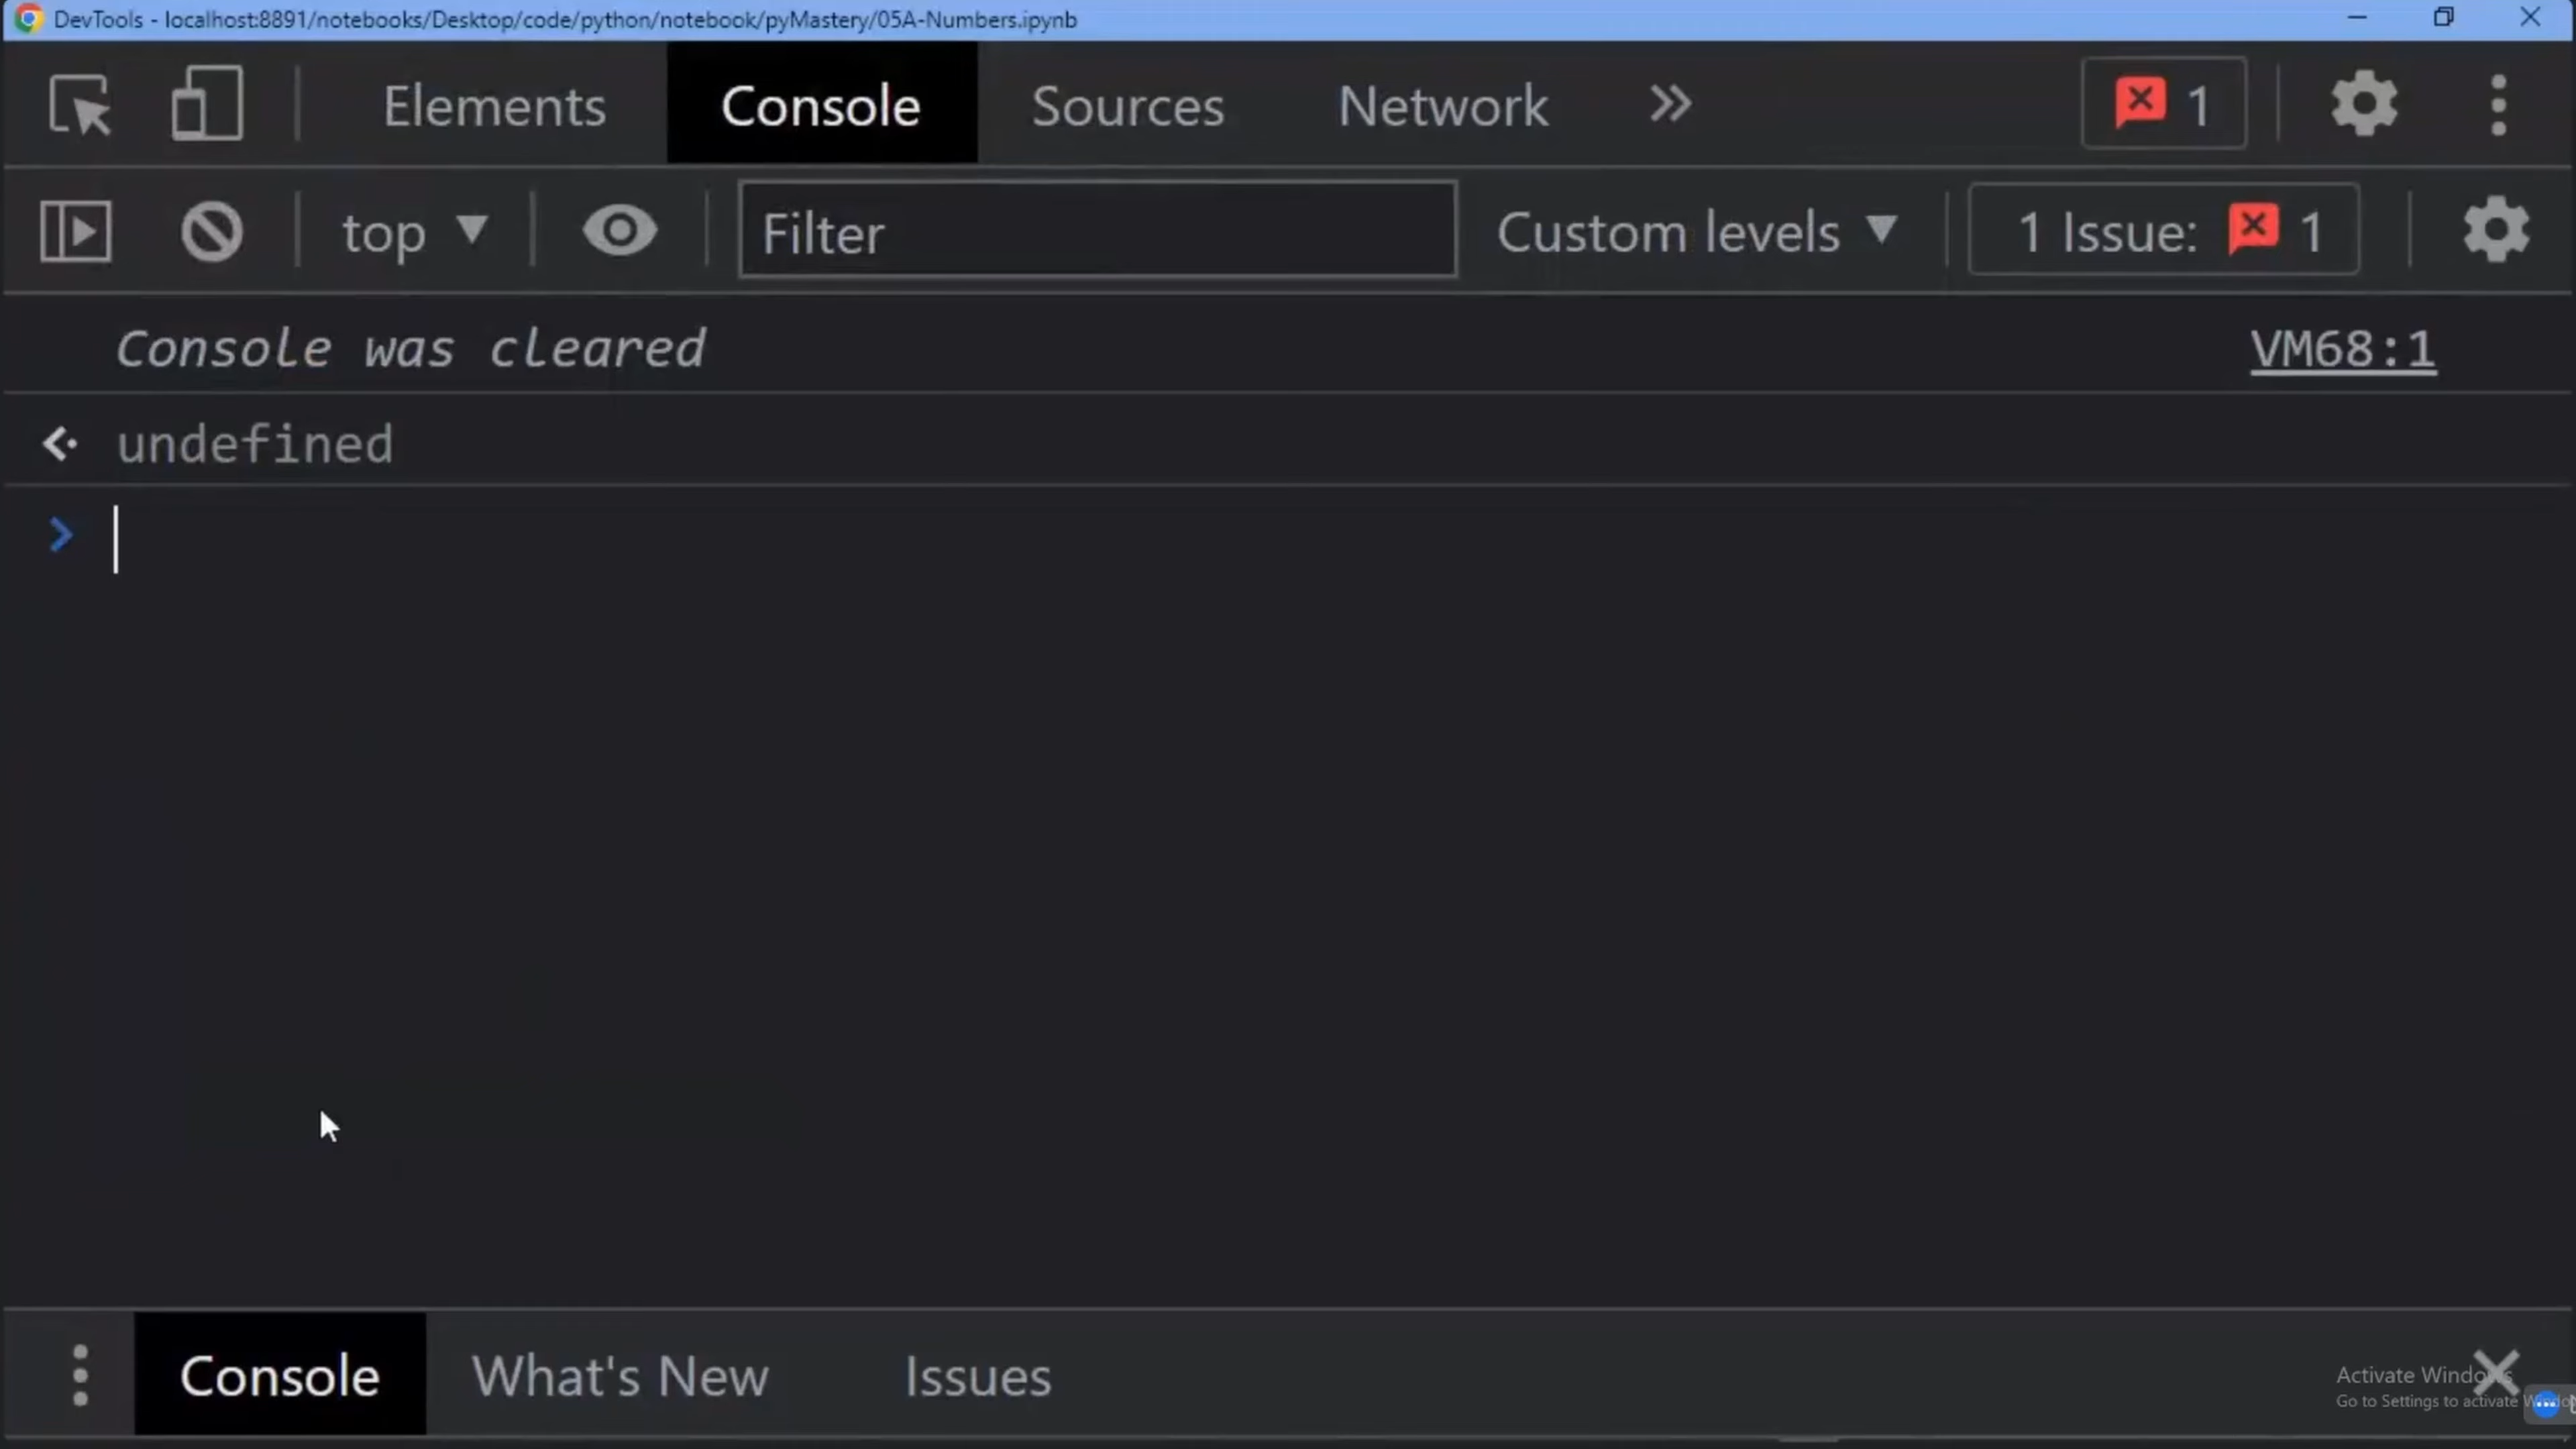 DevTools - localhost:8891/notebooks/Desktop/code/python/notebook/pyMastery/05A-Numbers.ipynb
Elements Console Sources Network 1
top Filter Custom levels 1 Issue: 1
Console was cleared VM68:1
undefined
Console What's New Issues
Activate Windows
Go to Settings to activate